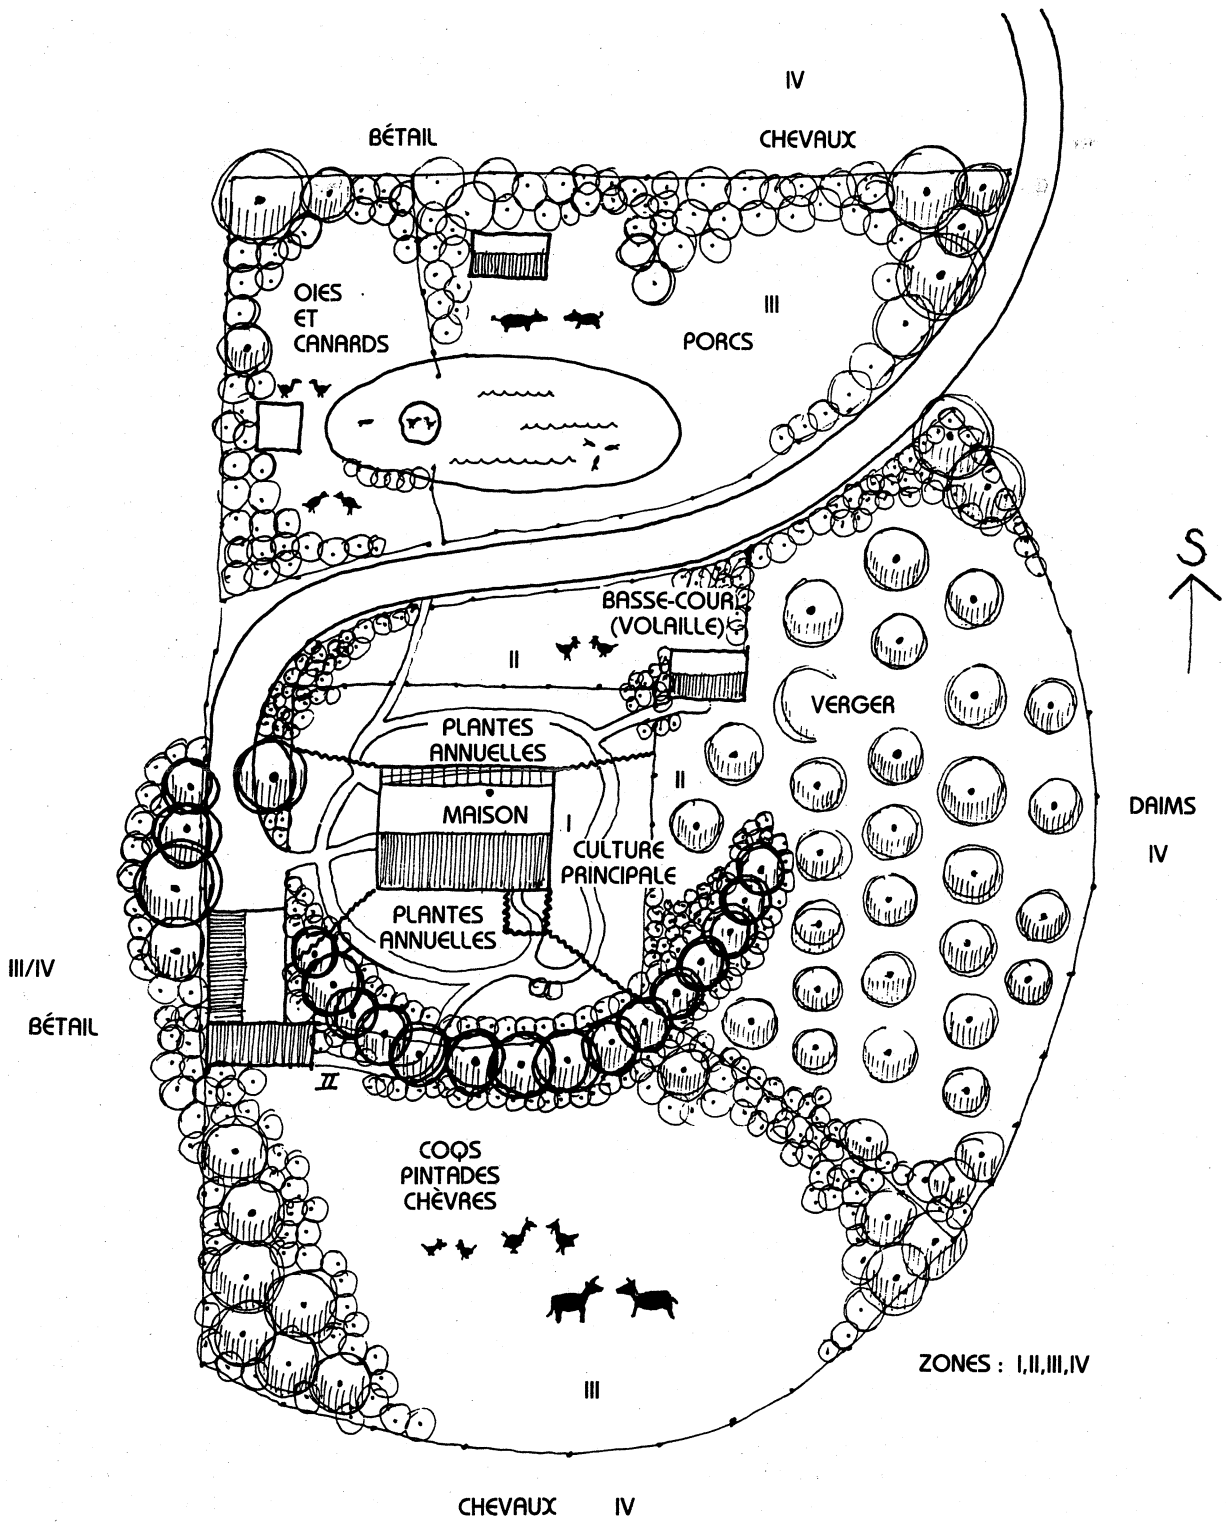 IV
BÉTAIL
CHEVAUX
OIES
ET
CANARDS
III
PORCS
S
BASSE-COUR
(VOLAILLE)
II
VERGER
PLANTES
ANNUELLES
II
MAISON
I
DAIMS
IV
CULTURE
PRINCIPALE
PLANTES
ANNUELLES
III/IV
BÉTAIL
II
COQS
PINTADES
CHÈVRES
ZONES : I,II,III,IV
III
CHEVAUX IV